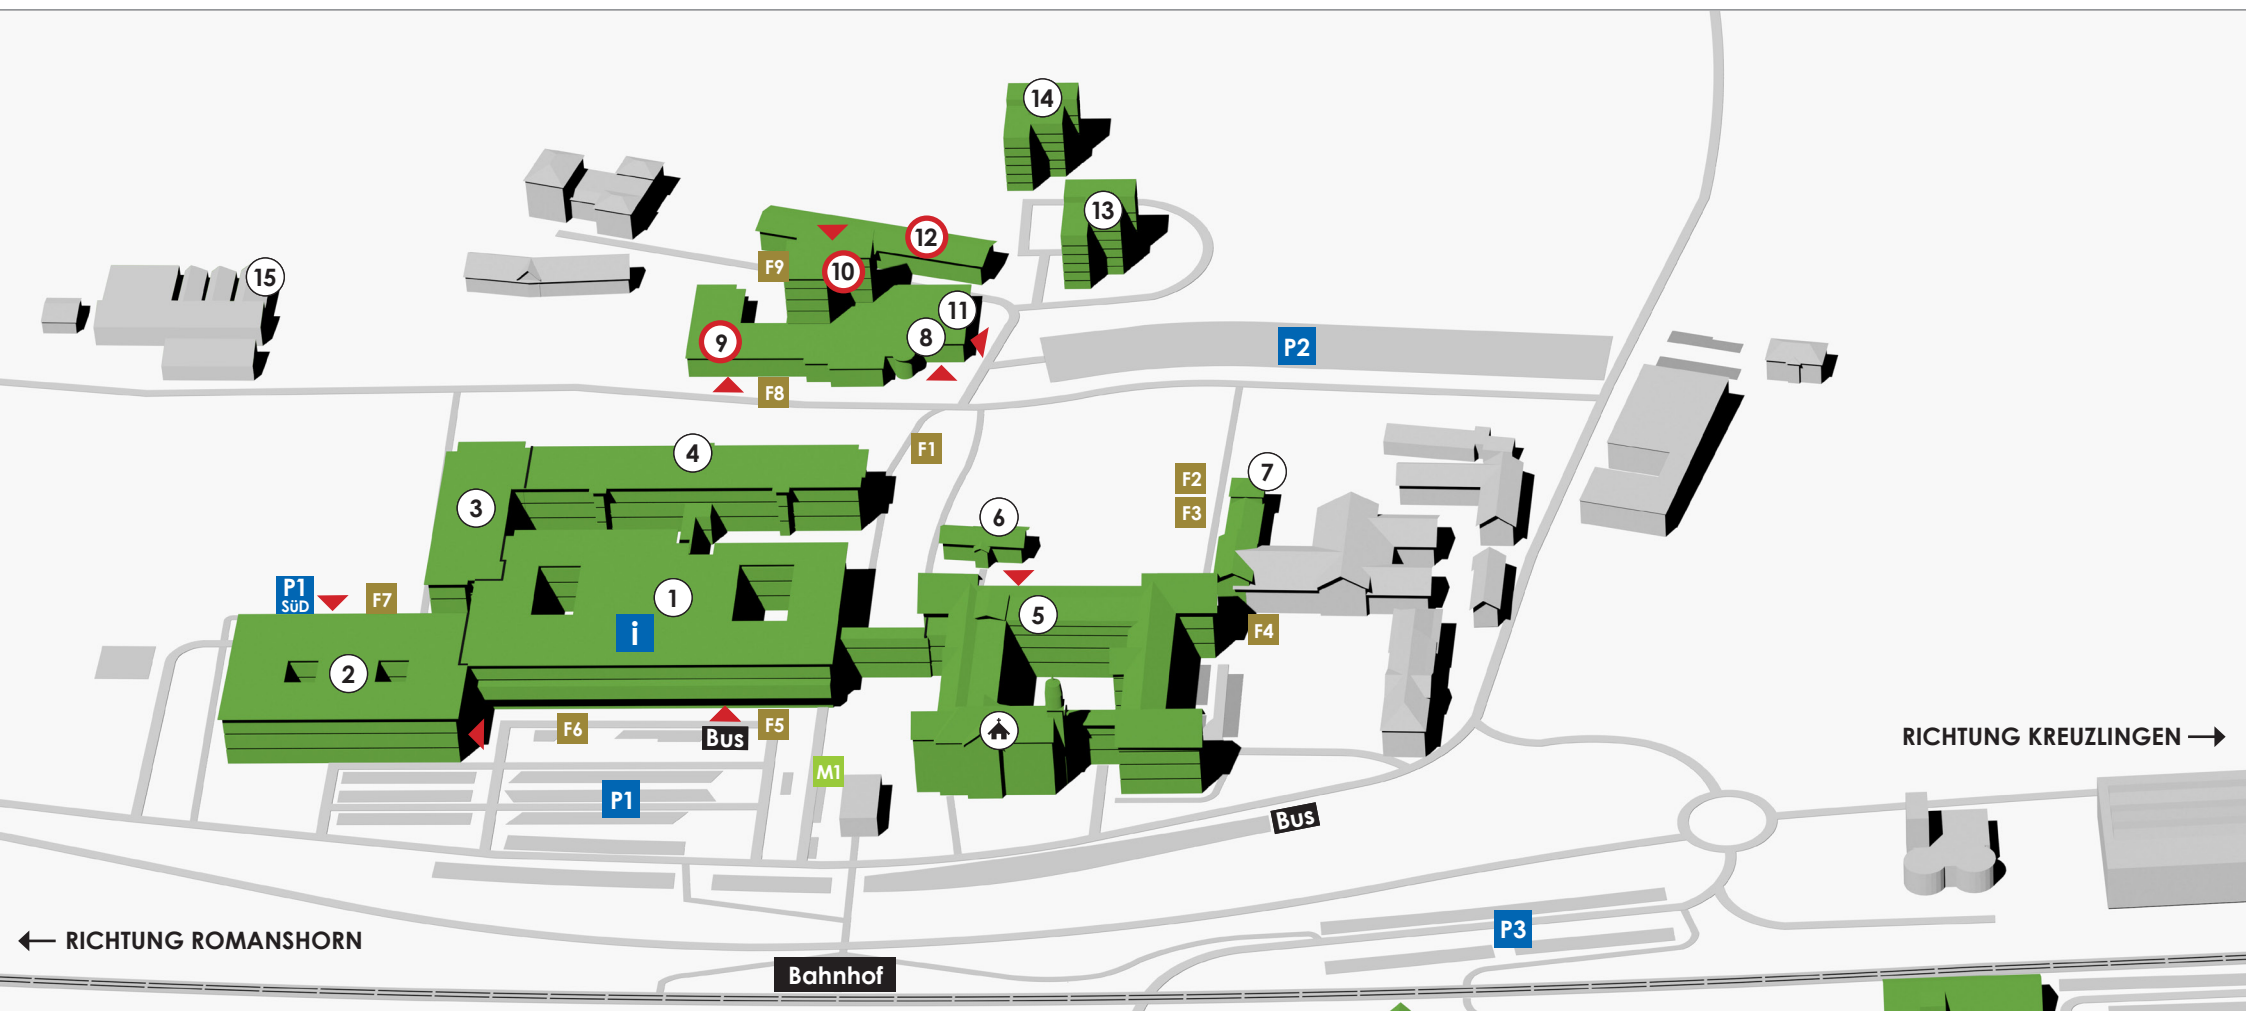 14
13
12
F9
10
15
11
8
9
P2
F8
F1
4
7
F2
3
F3
6
P1
SüD
F7
1
5
i
F4
2
F6
Bus
F5
RICHTUNG KREUZLINGEN
M1
P1
Bus
P3
RICHTUNG ROMANSHORN
Bahnhof